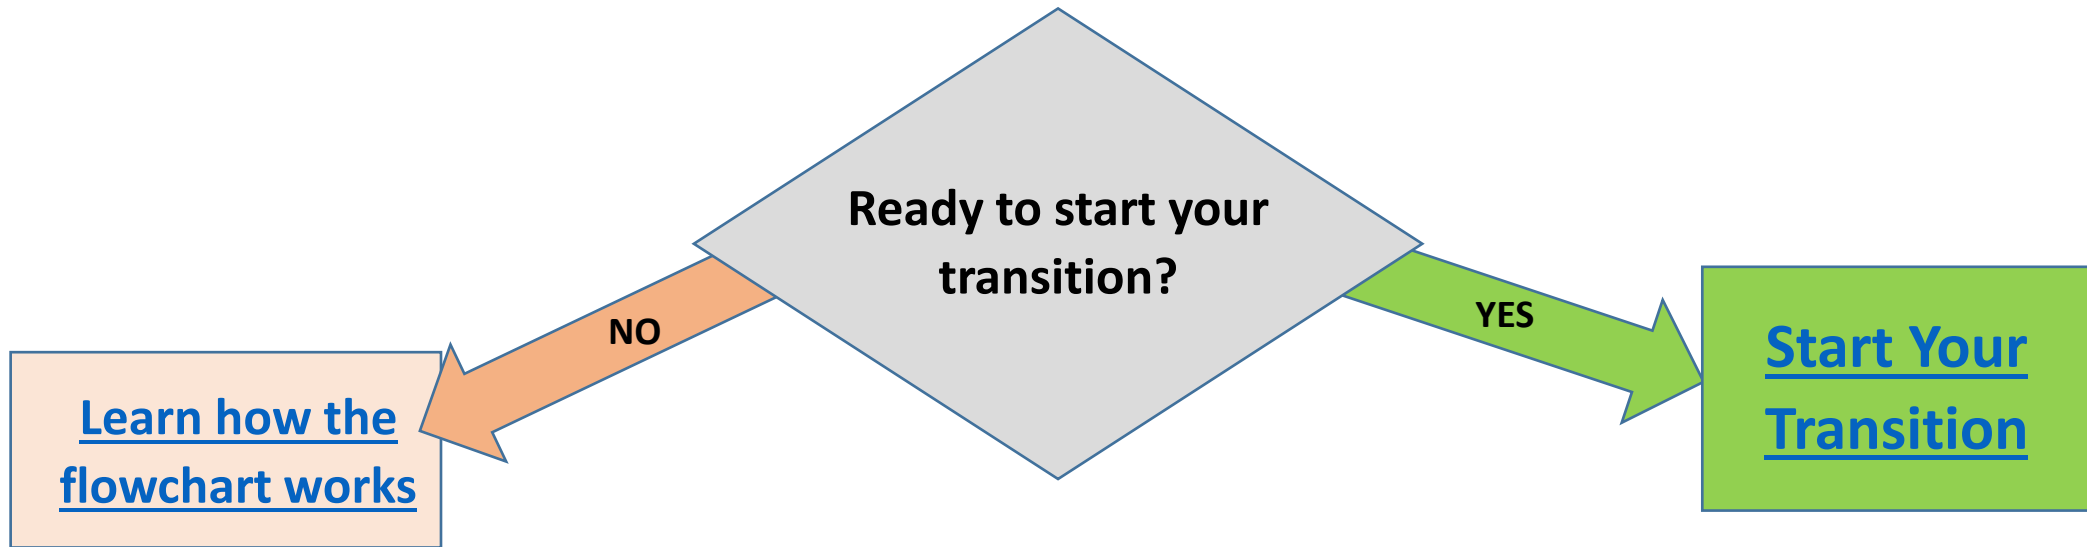 Ready to start your
transition?
NO
YES
Learn how the
flowchart works
Start Your
Transition